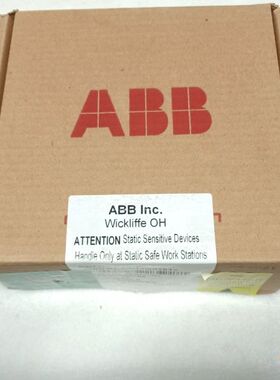 ABB
ABB Inc.
Wickliffe OH
ATTENTION Static Sensitive Devices
Handle Only at Static Safe Work Stations